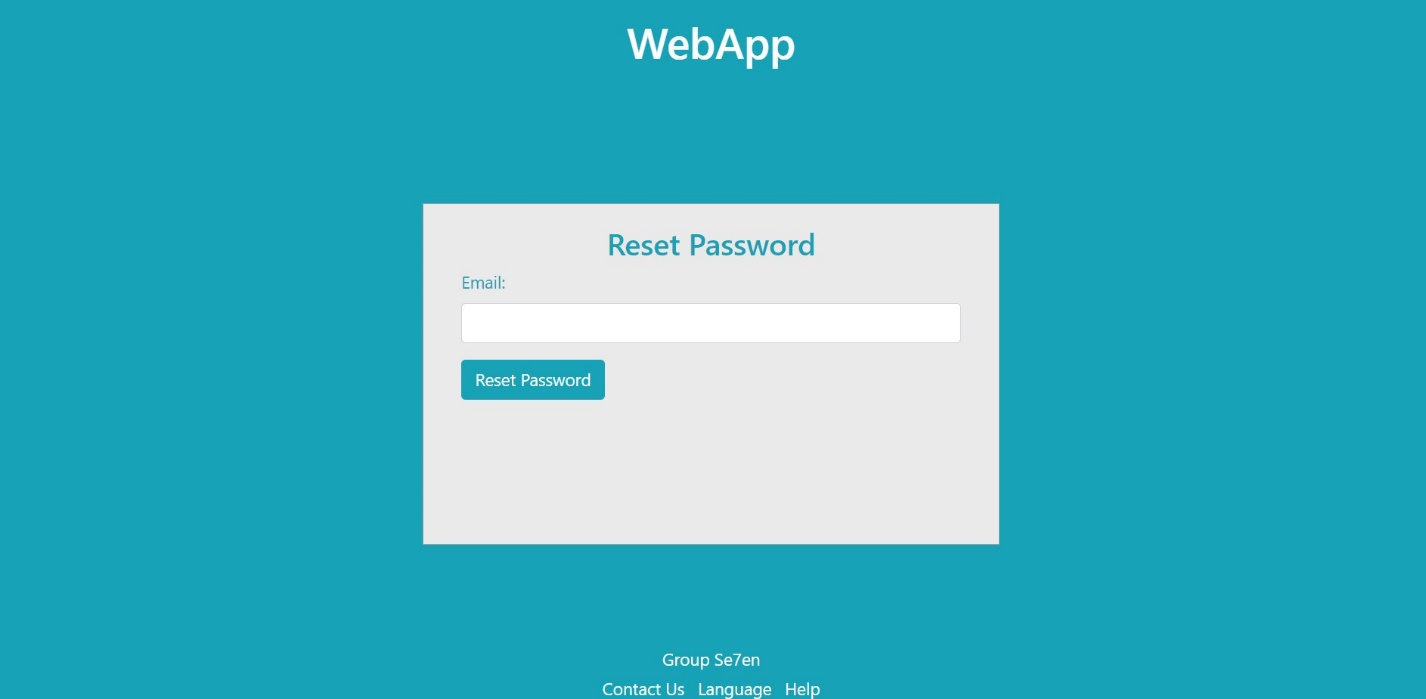 WebApp
Reset Password
Email:
Reset Password
Group Se7en
Contact Us Language Help